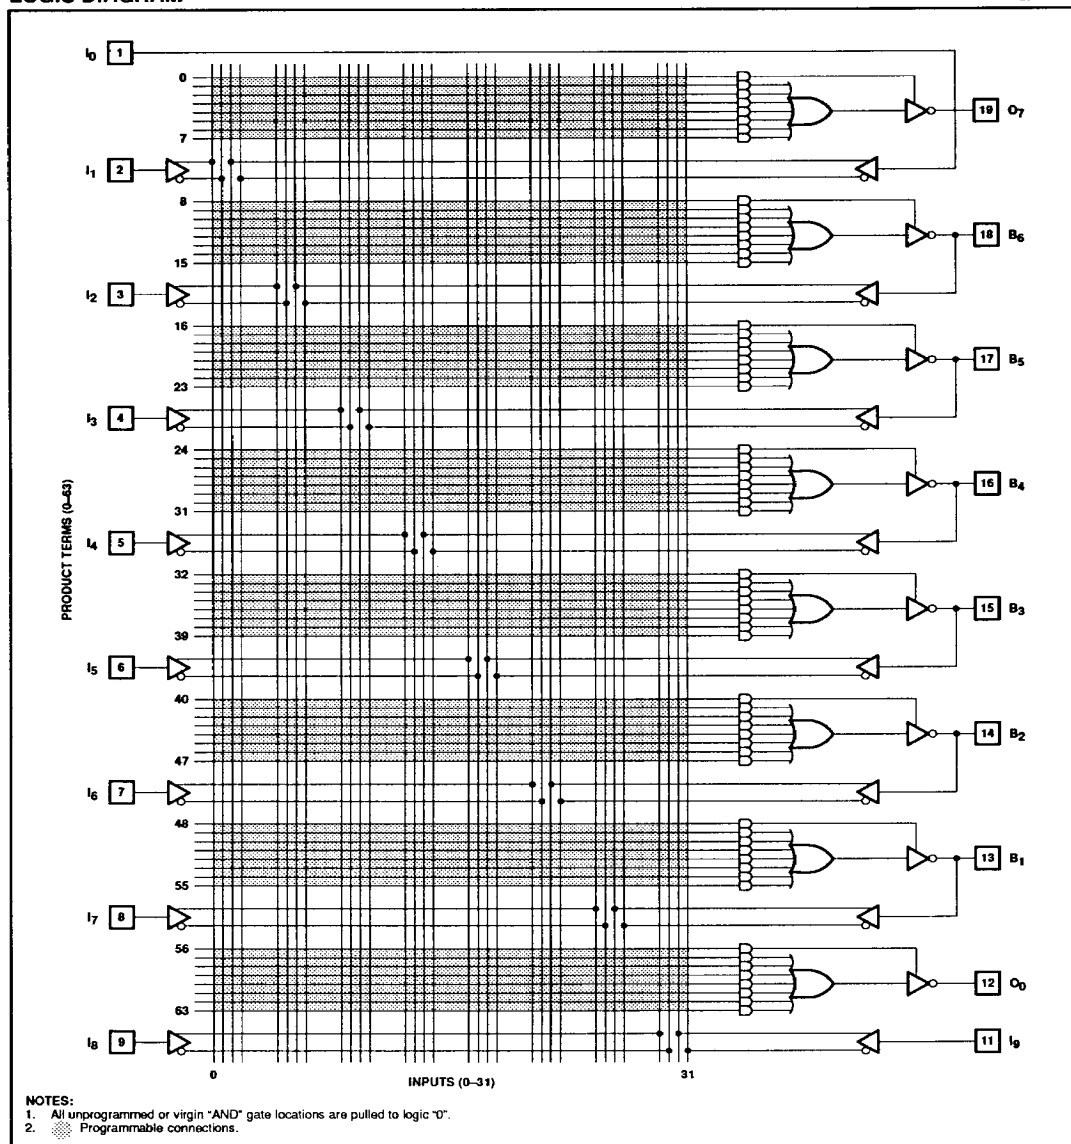 I0 1
0
7
19 O7
I1 2
8
15
18 B6
I2 3
16
23
17 B5
I3 4
24
31
16 B4
I4 5
32
39
15 B3
I5 6
40
47
14 B2
I6 7
48
55
13 B1
I7 8
56
63
12 O0
I8 9
11 I9
PRODUCT TERMS (0–63)
0 INPUTS (0–31) 31
NOTES:
1. All unprogrammed or virgin "AND" gate locations are pulled to logic "0".
2. Programmable connections.